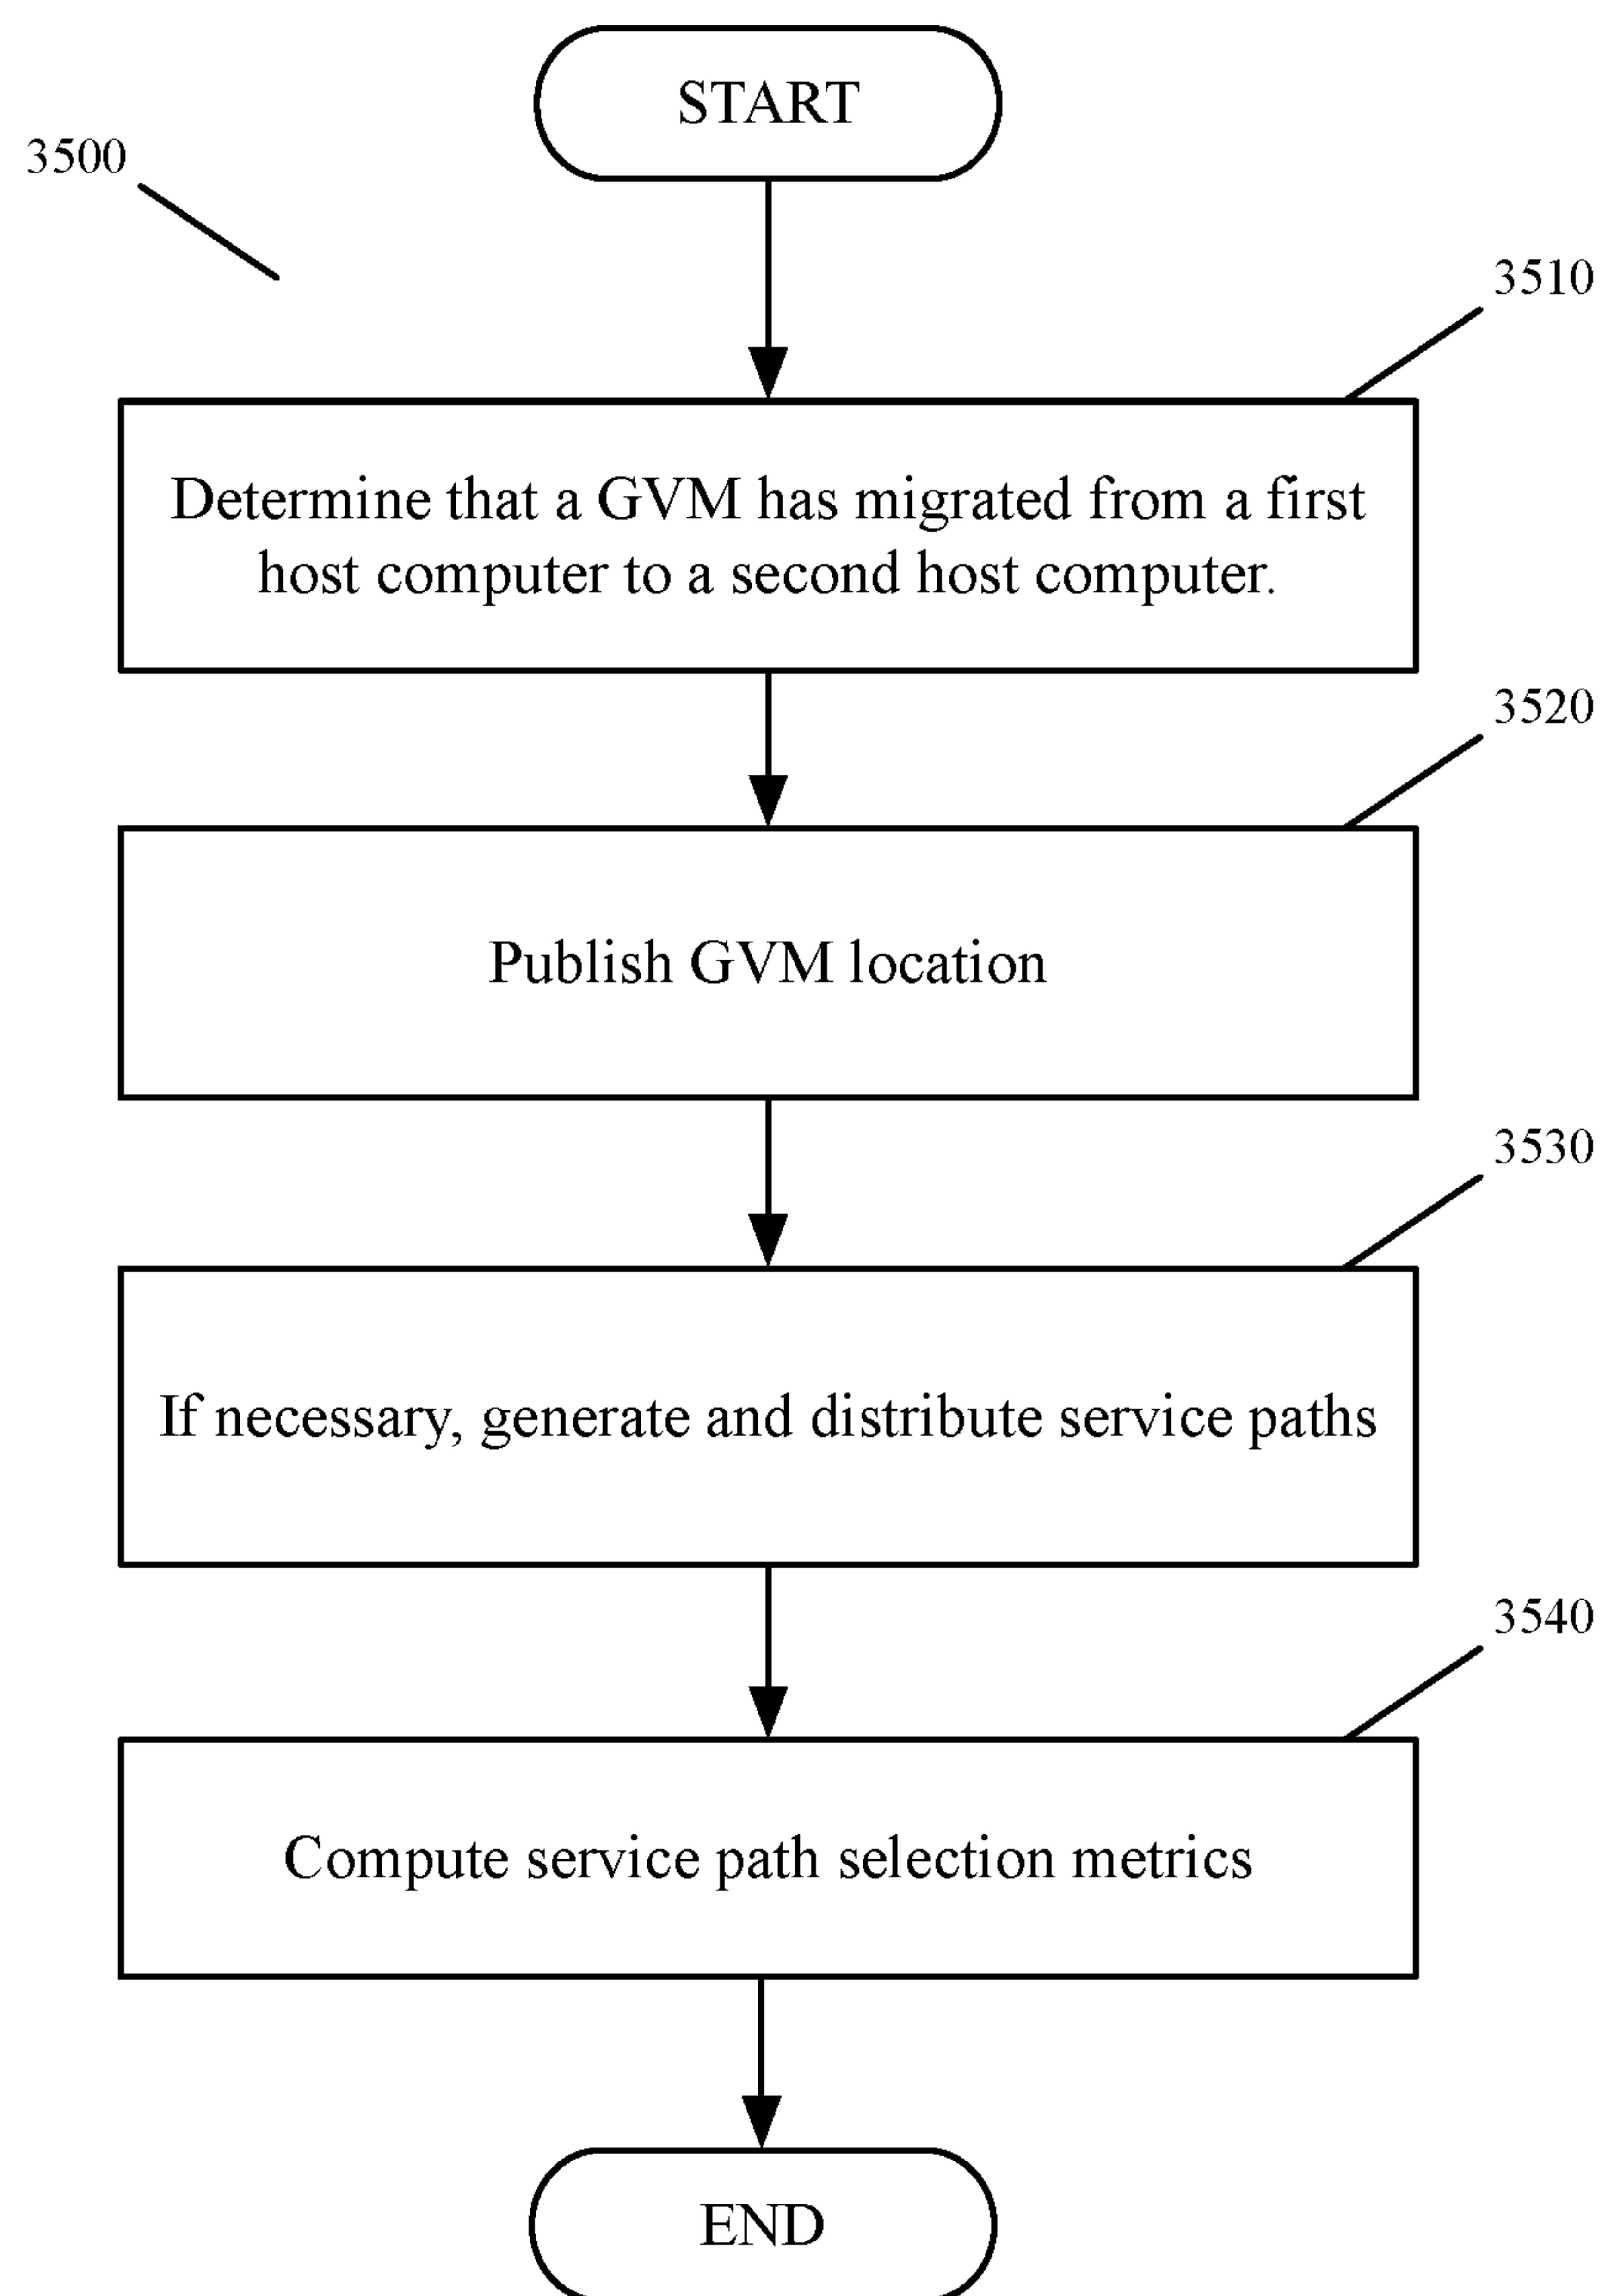 START
3500
3510
Determine that a GVM has migrated from a first
host computer to a second host computer.
3520
Publish GVM location
3530
If necessary, generate and distribute service paths
3540
Compute service path selection metrics
END